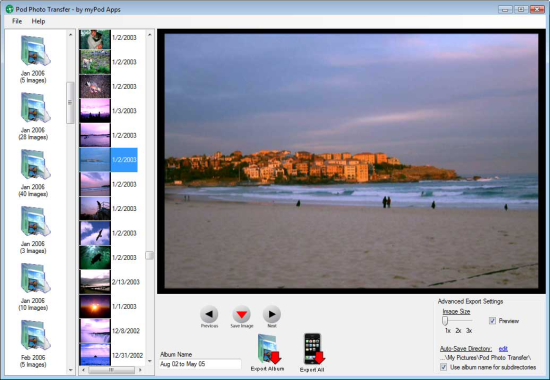 Pod Photo Transfer - by myPod Apps
File Help
Jan 2006
(5 Images)
Jan 2006
(28 Images)
Jan 2006
(40 Images)
Jan 2006
(3 Images)
Jan 2006
(10 Images)
Feb 2006
(5 Images)
1/2/2003
1/2/2003
1/2/2003
1/3/2003
1/2/2003
1/2/2003
1/2/2003
1/2/2003
1/2/2003
1/2/2003
2/13/2003
1/1/2003
12/8/2002
12/31/2002
Previous
Save Image
Next
Album Name
Aug 02 to May 05
Export Album
Export All
Advanced Export Settings
Image Size
1x 2x 3x
Preview
Auto-Save Directory: edit
...\My Pictures\Pod Photo Transfer\
Use album name for subdirectories